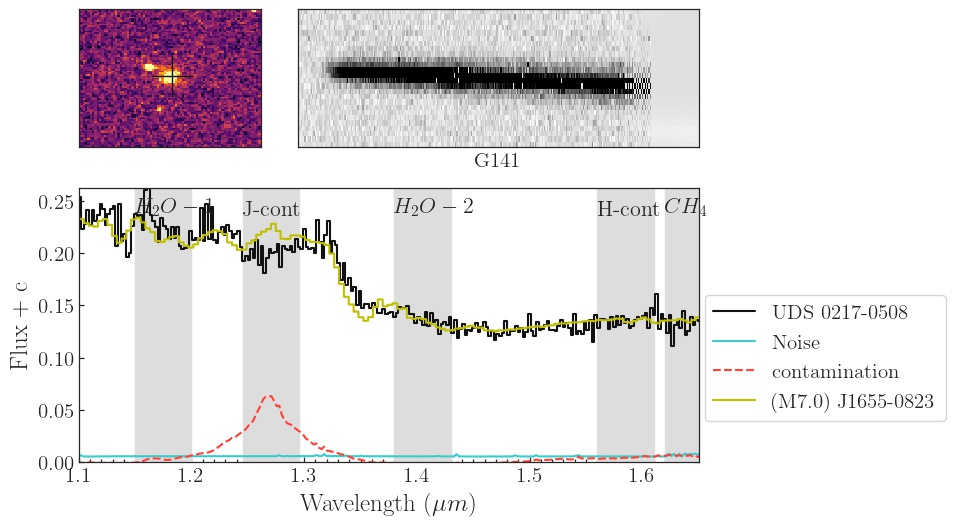 G141
0.25
0.20
0.15
0.10
0.05
0.00
Flux + c
H₂O − 1
J-cont
H₂O − 2
H-cont
CH₄
1.1
1.2
1.3
1.4
1.5
1.6
Wavelength (μm)
UDS 0217-0508
Noise
contamination
(M7.0) J1655-0823